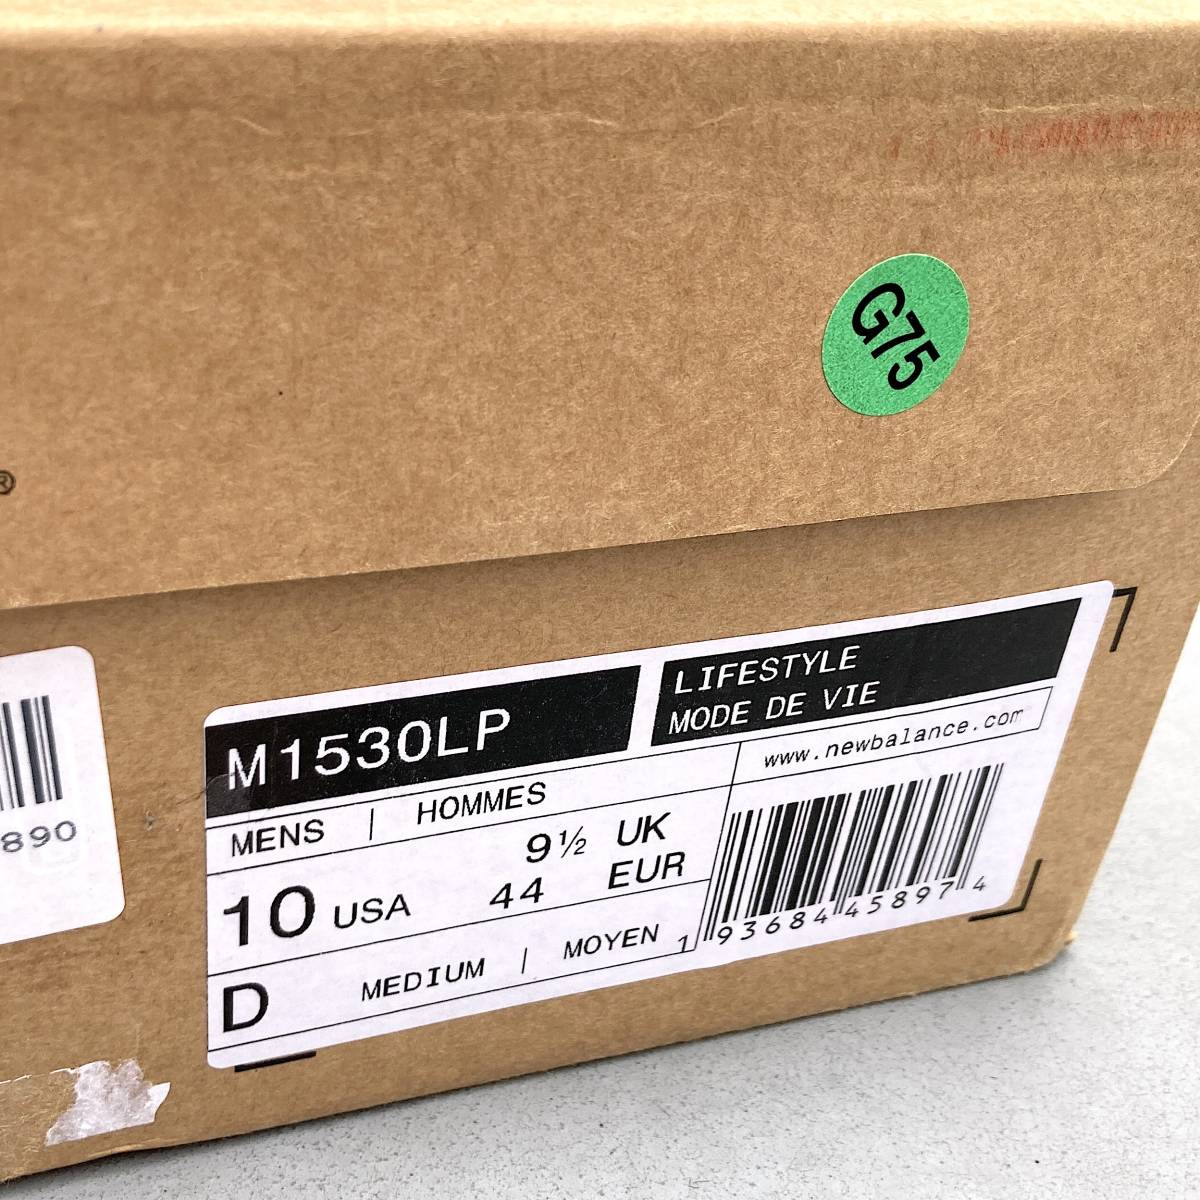 G75
®
890
M1530LP
LIFESTYLE
MODE DE VIE
www.newbalance.com
MENS | HOMMES
9½ UK
10 USA 44 EUR
D MEDIUM | MOYEN
1 93684 45897 4